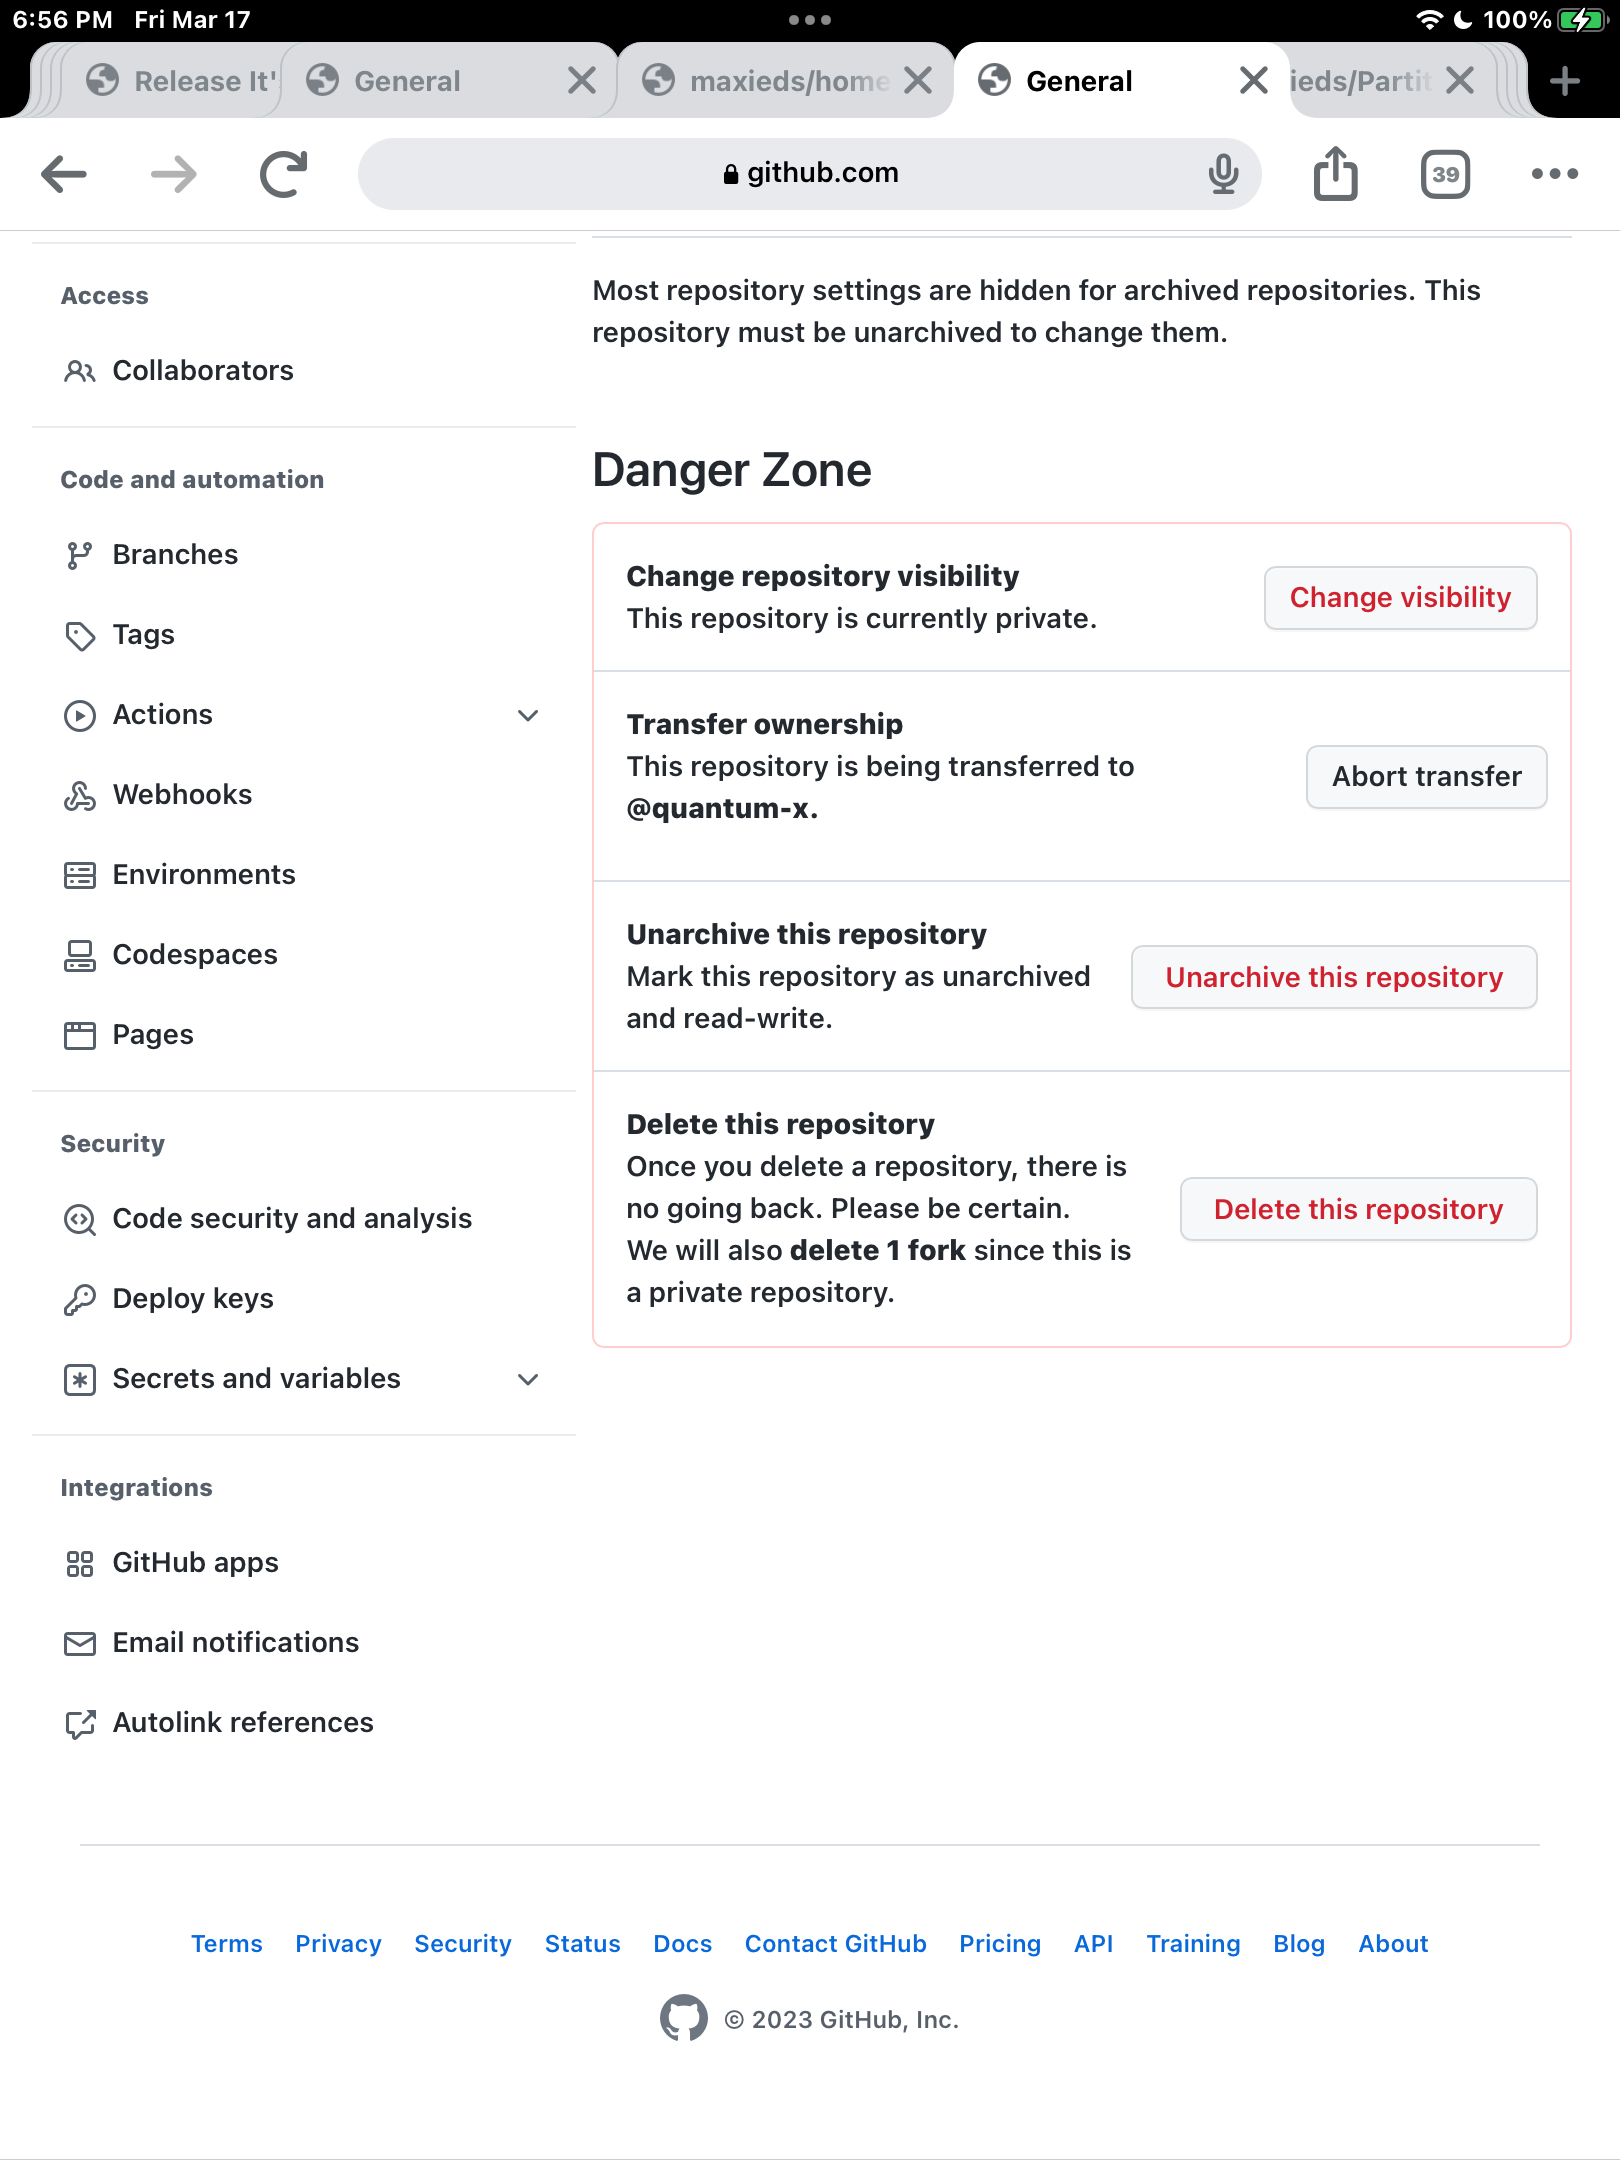 6:56 PM Fri Mar 17
100%
Release It'
General
maxieds/home
General
ieds/Partit
github.com
39
Access
Collaborators
Code and automation
Branches
Tags
Actions
Webhooks
Environments
Codespaces
Pages
Security
Code security and analysis
Deploy keys
Secrets and variables
Integrations
GitHub apps
Email notifications
Autolink references
Most repository settings are hidden for archived repositories. This
repository must be unarchived to change them.
Danger Zone
Change repository visibility
This repository is currently private.
Change visibility
Transfer ownership
This repository is being transferred to
@quantum-x.
Abort transfer
Unarchive this repository
Mark this repository as unarchived
and read-write.
Unarchive this repository
Delete this repository
Once you delete a repository, there is
no going back. Please be certain.
We will also delete 1 fork since this is
a private repository.
Delete this repository
Terms Privacy Security Status Docs Contact GitHub Pricing API Training Blog About
© 2023 GitHub, Inc.